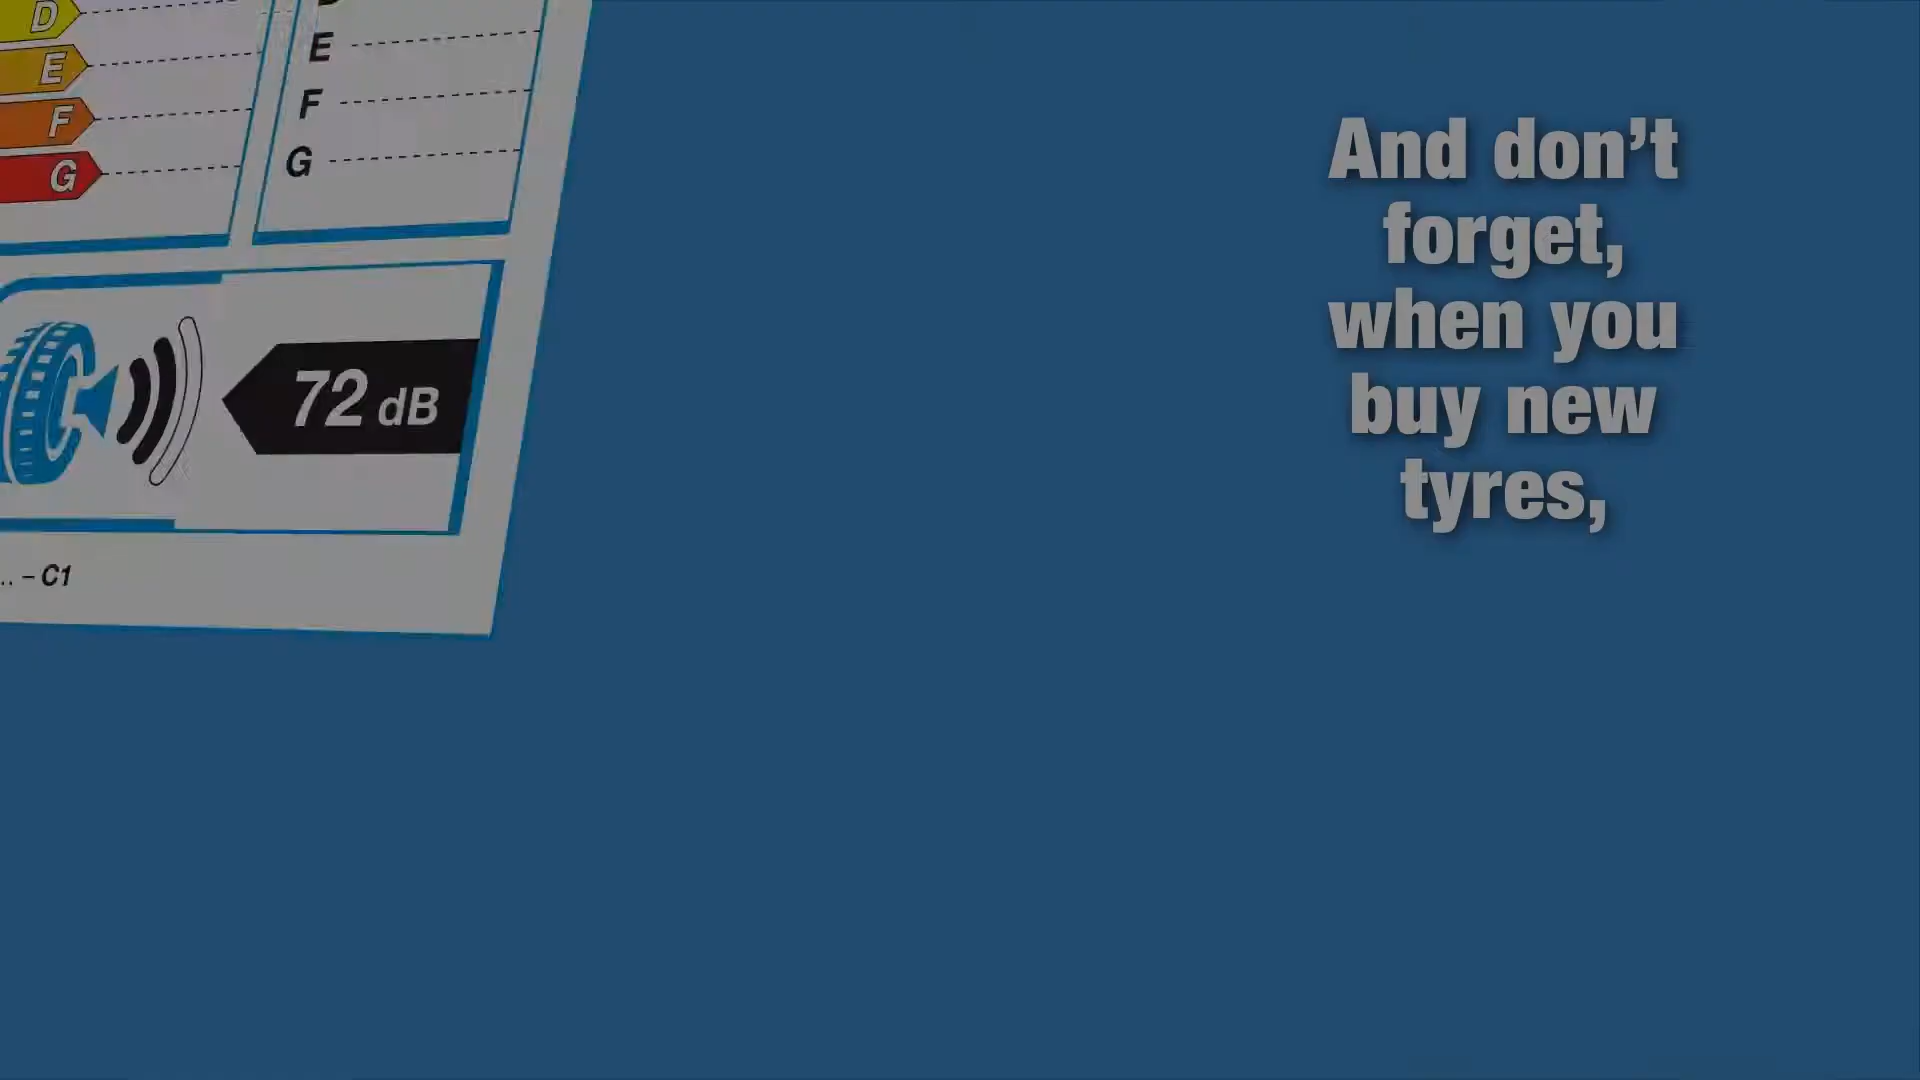 D
E
F
G
E
F
G
72 dB
.. – C1
And don’t
forget,
when you
buy new
tyres,